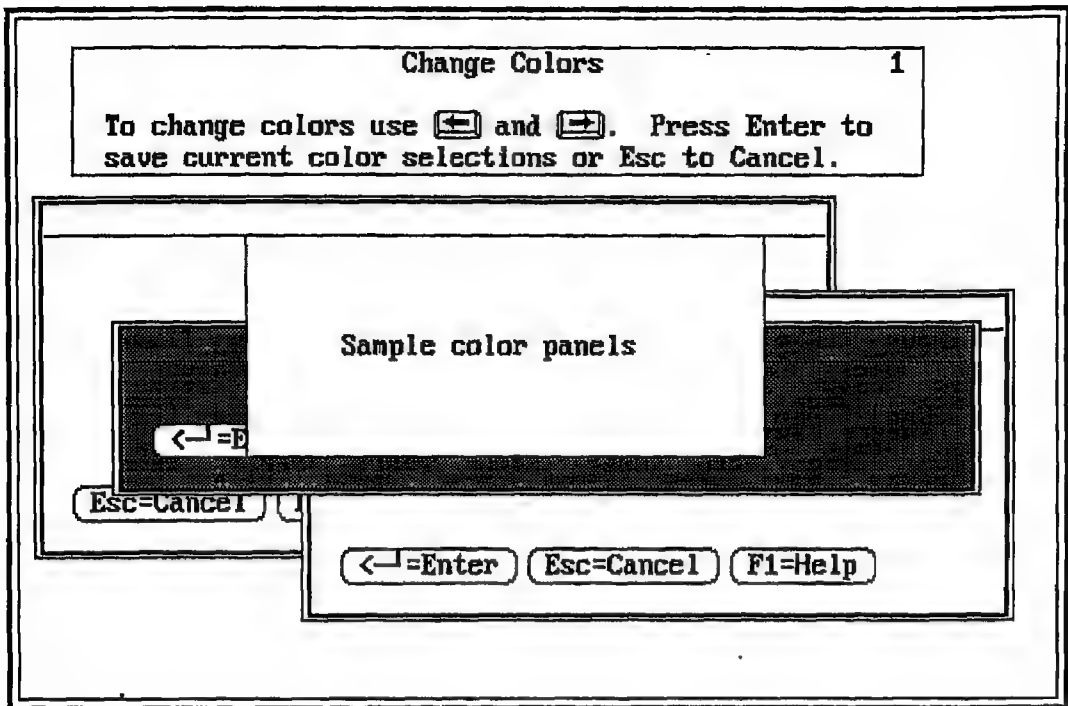 Change Colors 1
To change colors use ← and →. Press Enter to
save current color selections or Esc to Cancel.
Sample color panels
<─┘=E
Esc=Cancel
<─┘=Enter Esc=Cancel F1=Help